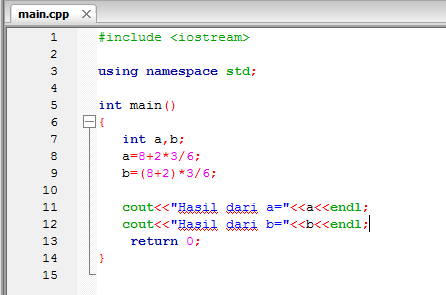 main.cpp
1 #include <iostream>
2
3 using namespace std;
4
5 int main()
6 {
7 int a,b;
8 a=8+2*3/6;
9 b=(8+2)*3/6;
10
11 cout<<"Hasil dari a="<<a<<endl;
12 cout<<"Hasil dari b="<<b<<endl;
13 return 0;
14 }
15